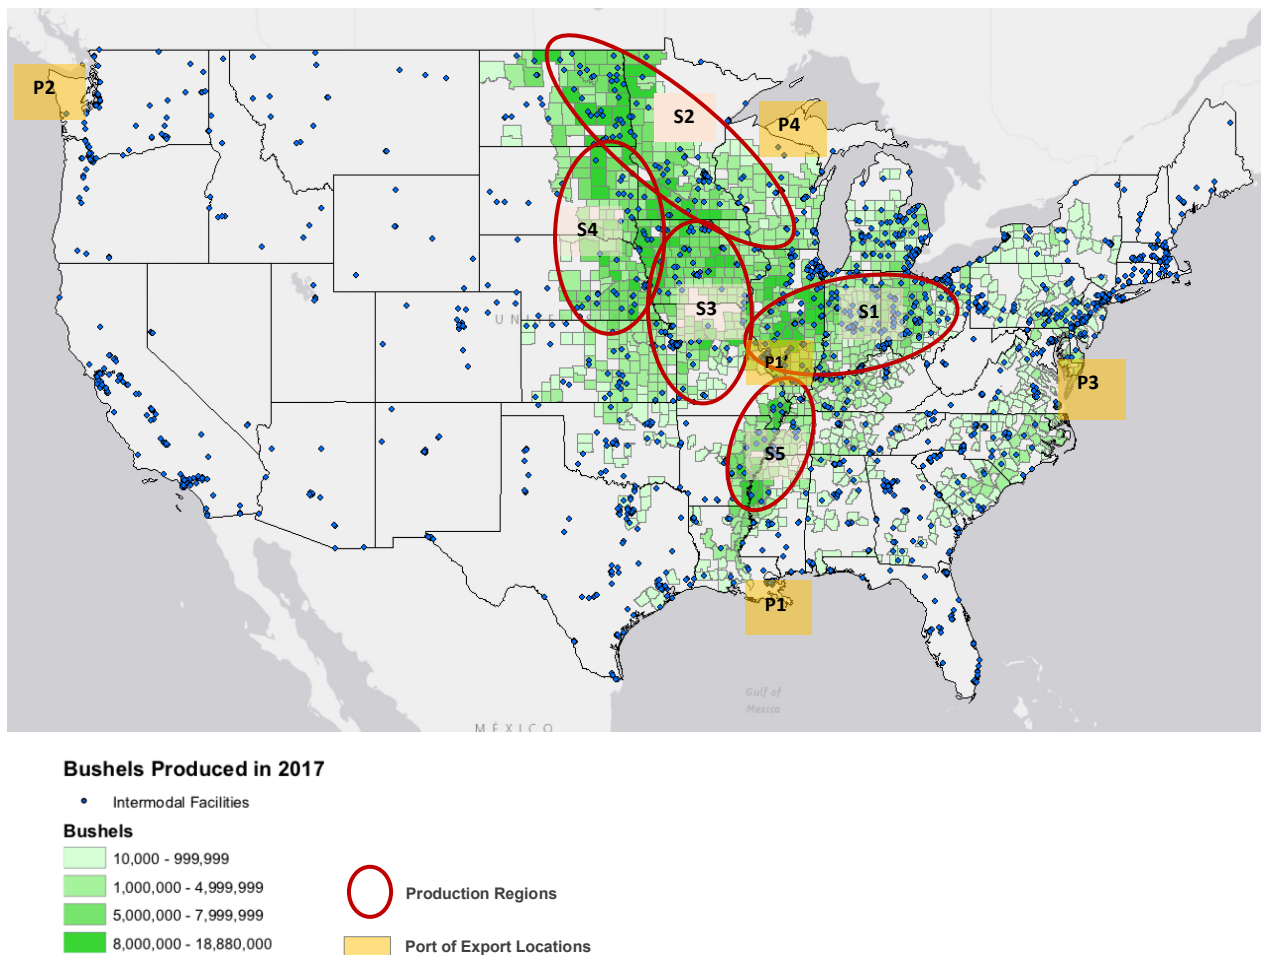 P2
S2
P4
S4
UNITE
S3
S1
P1'
P3
S5
P1
Gulf of
Mexico
MÉXICO
Bushels Produced in 2017
Intermodal Facilities
Bushels
10,000 - 999,999
1,000,000 - 4,999,999
5,000,000 - 7,999,999
8,000,000 - 18,880,000
Production Regions
Port of Export Locations